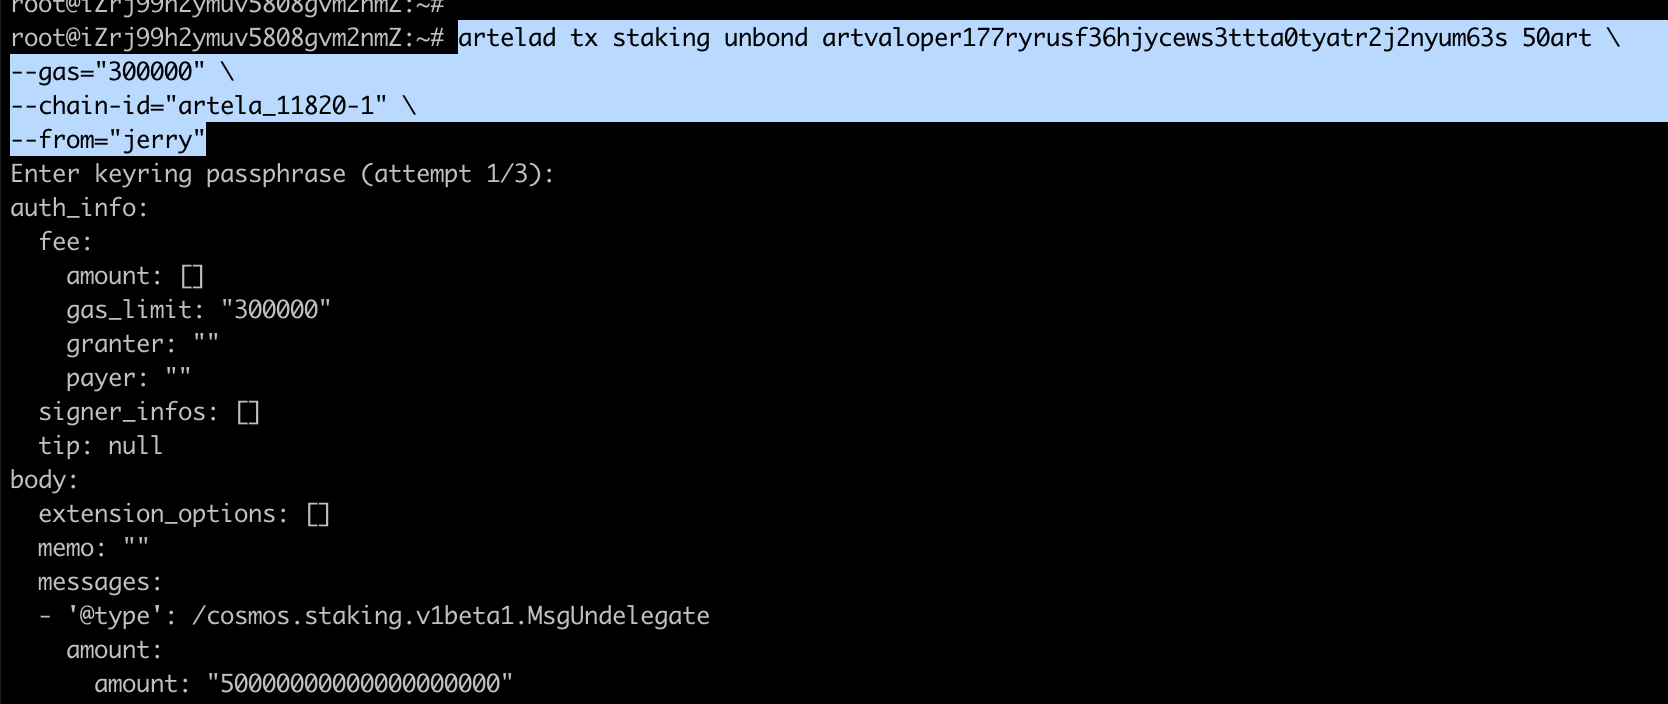 root@iZrj99h2ymuv5808gvm2nmZ:~#
root@iZrj99h2ymuv5808gvm2nmZ:~# artelad tx staking unbond artvaloper177ryrusf36hjycews3ttta0tyatr2j2nyum63s 50art \
--gas="300000" \
--chain-id="artela_11820-1" \
--from="jerry"
Enter keyring passphrase (attempt 1/3):
auth_info:
  fee:
    amount: []
    gas_limit: "300000"
    granter: ""
    payer: ""
  signer_infos: []
  tip: null
body:
  extension_options: []
  memo: ""
  messages:
  - '@type': /cosmos.staking.v1beta1.MsgUndelegate
    amount:
      amount: "50000000000000000000"